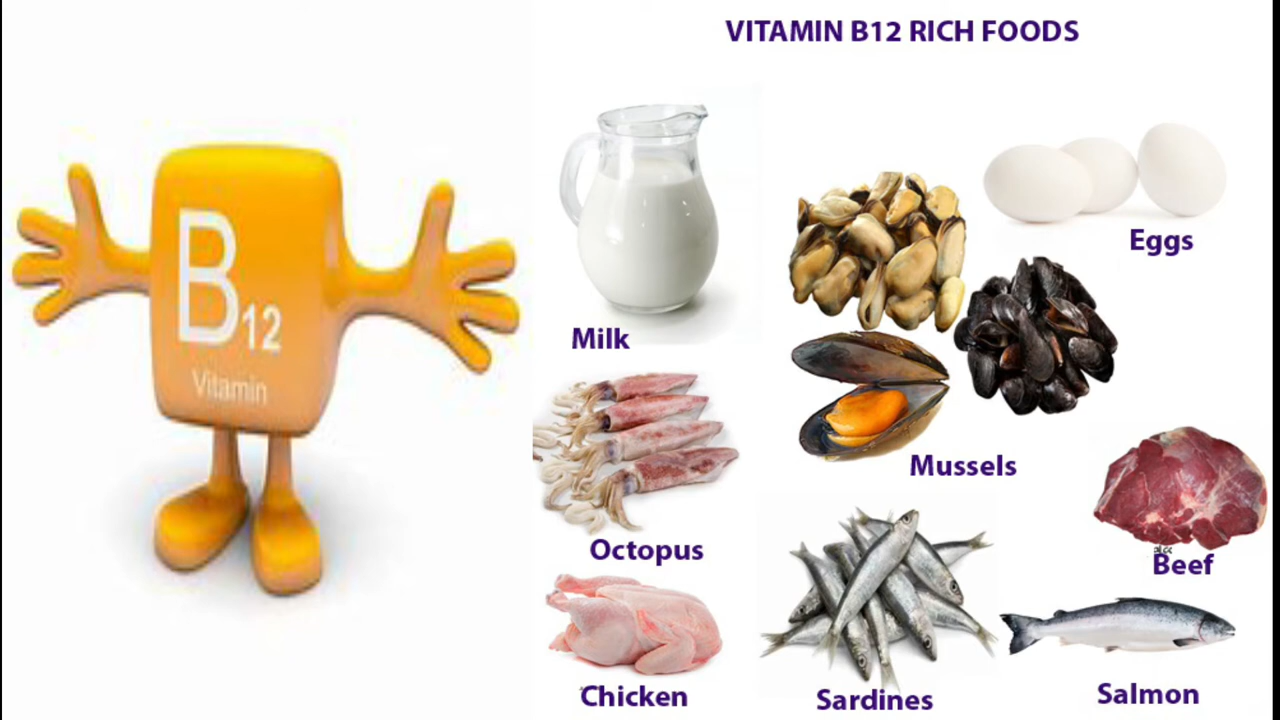 VITAMIN B12 RICH FOODS
B12
Vitamin
Milk
Eggs
Mussels
Octopus
Beef
Chicken
Sardines
Salmon